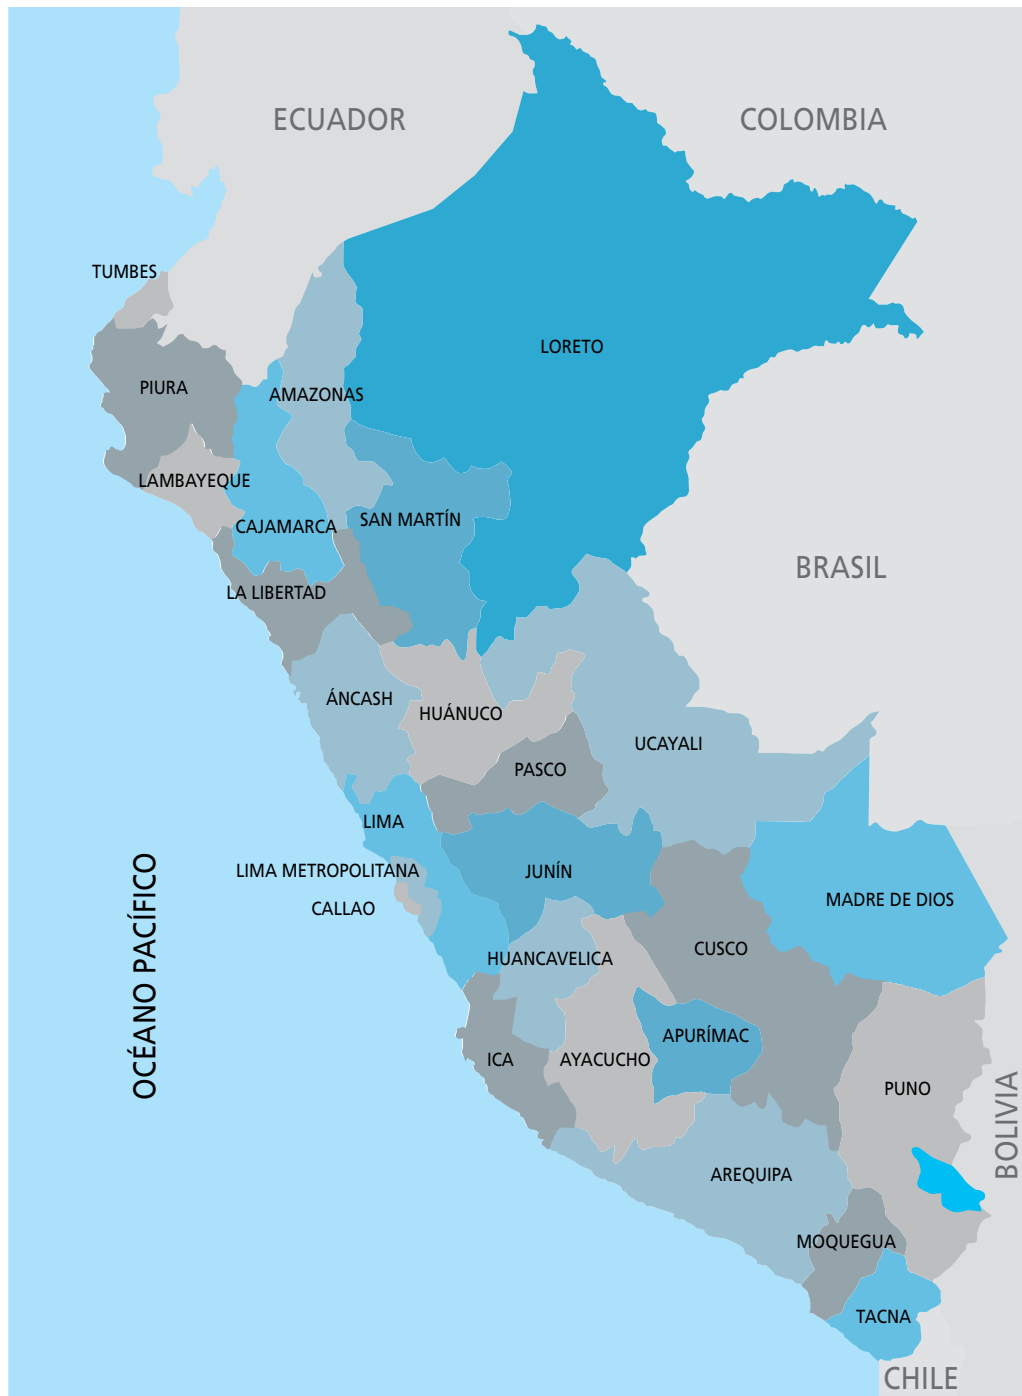 ECUADOR
COLOMBIA
TUMBES
LORETO
PIURA
AMAZONAS
LAMBAYEQUE
CAJAMARCA
SAN MARTÍN
BRASIL
LA LIBERTAD
ÁNCASH
HUÁNUCO
UCAYALI
PASCO
LIMA
LIMA METROPOLITANA
JUNÍN
CALLAO
MADRE DE DIOS
OCÉANO PACÍFICO
CUSCO
HUANCAVELICA
APURÍMAC
ICA
AYACUCHO
PUNO
BOLIVIA
AREQUIPA
MOQUEGUA
TACNA
CHILE